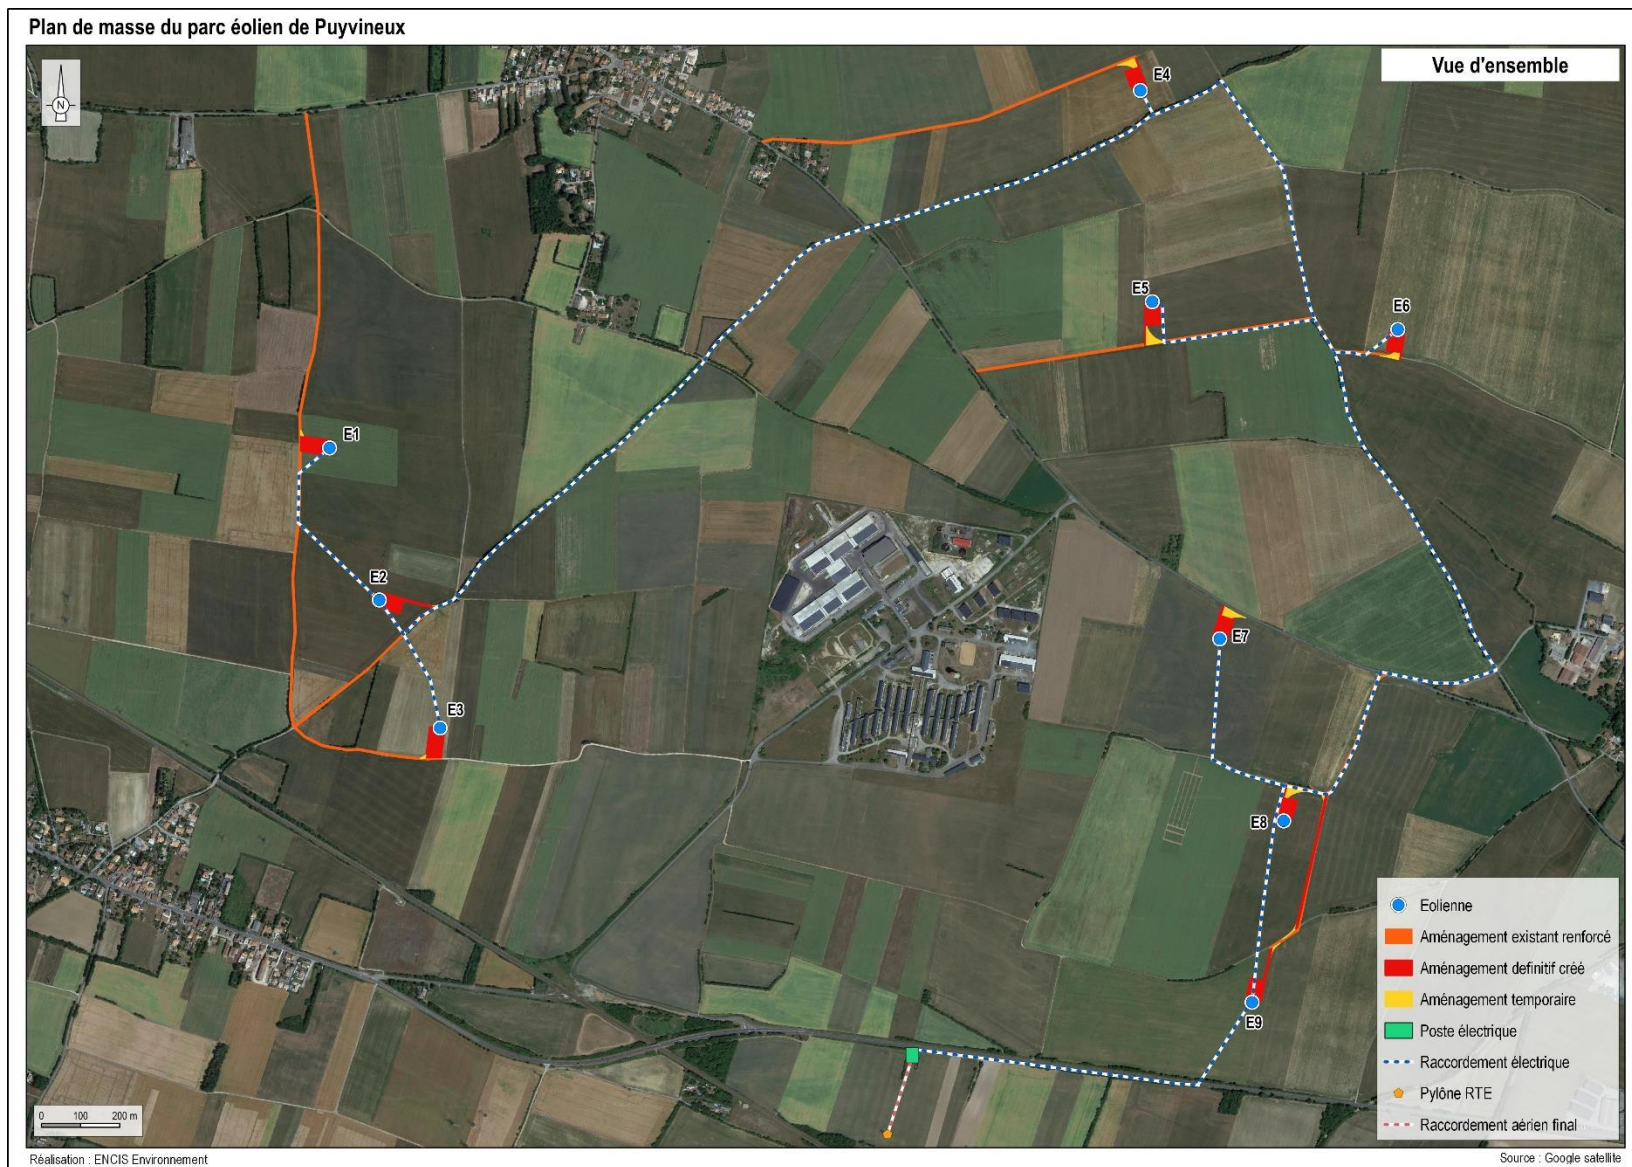 Plan de masse du parc éolien de Puyvineux
Vue d'ensemble
N
E4
E5
E6
E1
E2
E7
E3
E8
E9
Eolienne
Aménagement existant renforcé
Aménagement definitif créé
Aménagement temporaire
Poste électrique
Raccordement électrique
Pylône RTE
Raccordement aérien final
0 100 200 m
Réalisation : ENCIS Environnement
Source : Google satellite